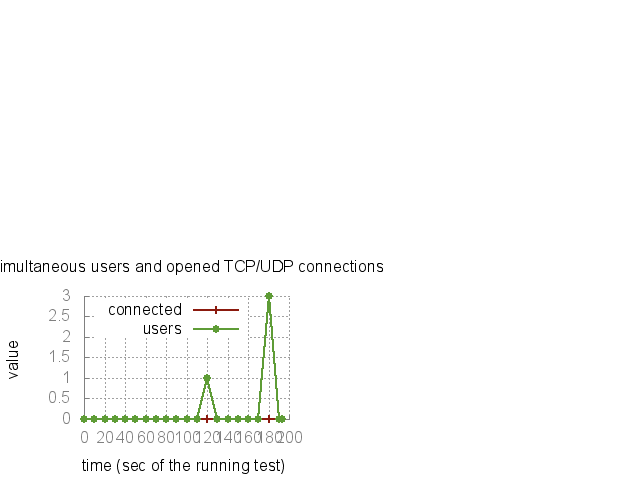 imultaneous users and opened TCP/UDP connections
3
2.5
2
1.5
1
0.5
0
value
connected
users
0 20 40 60 80 100 120 140 160 180 200
time (sec of the running test)